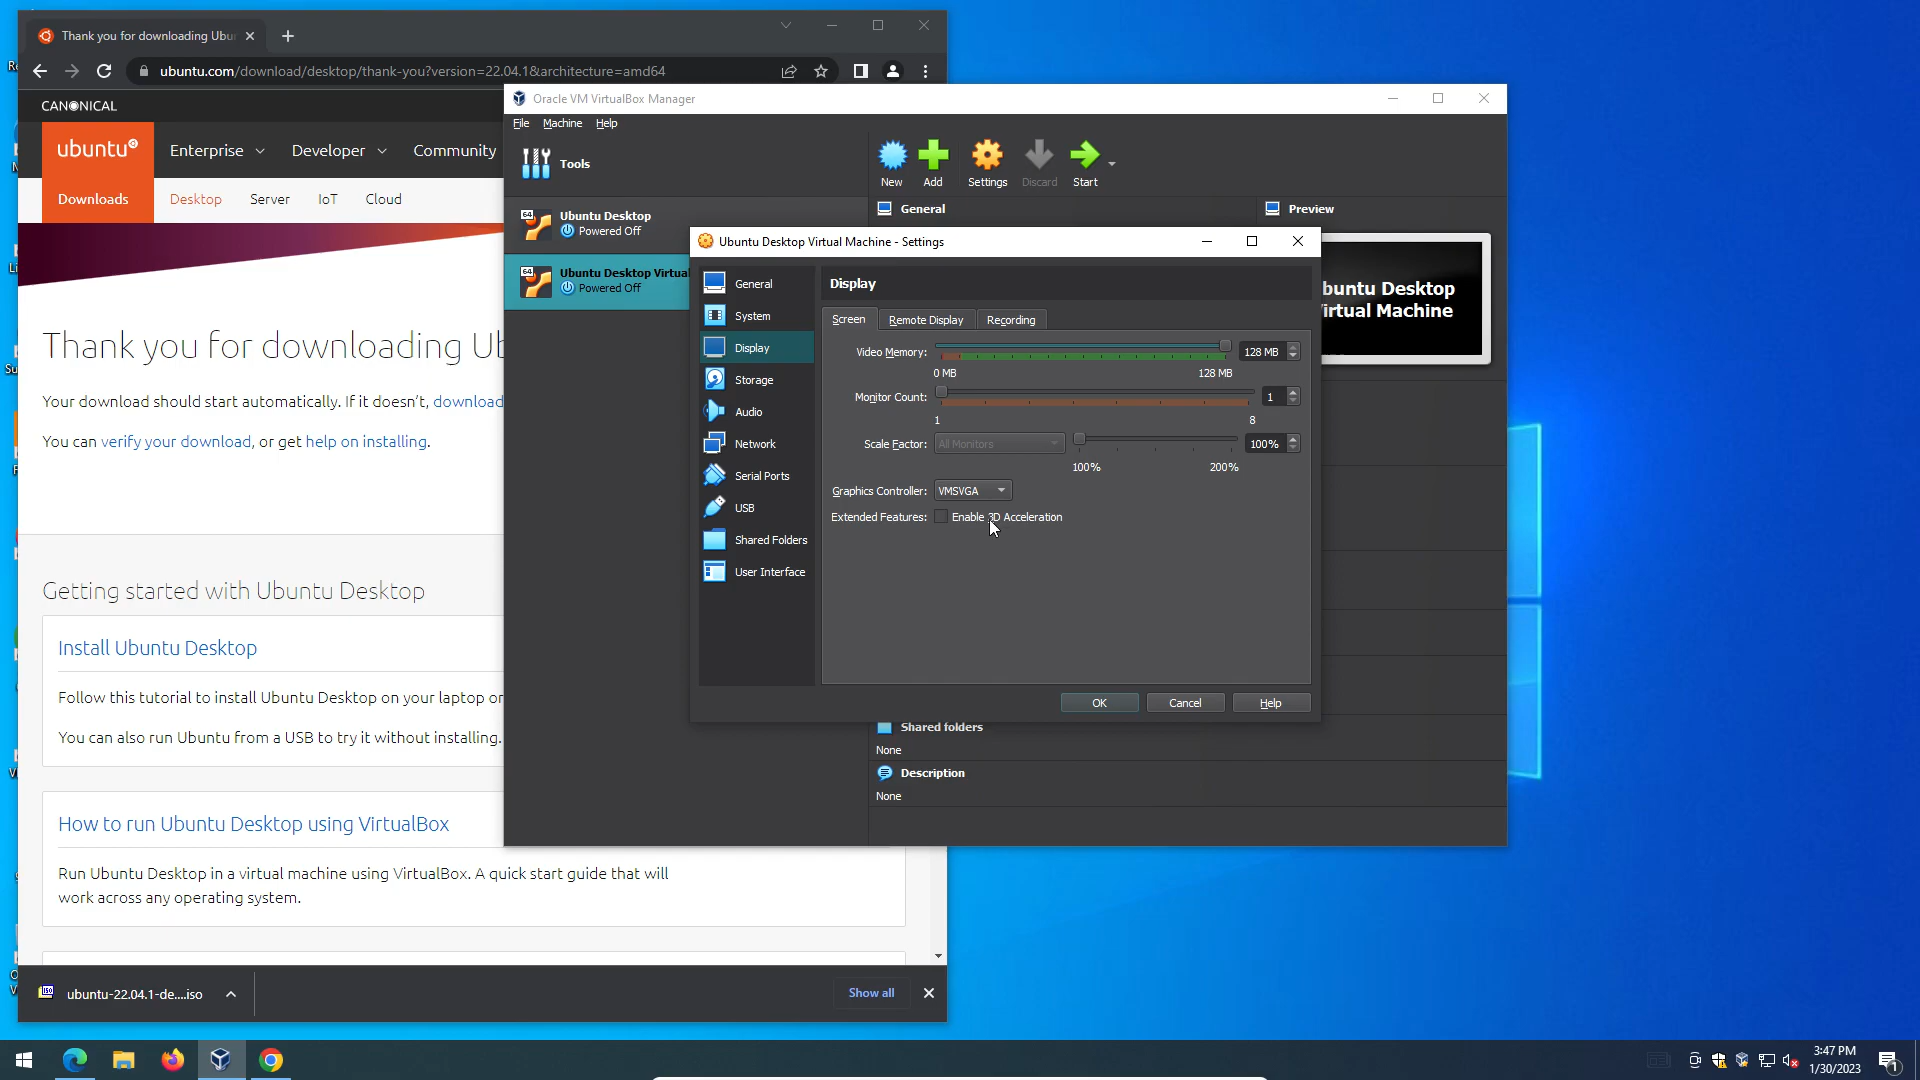 Thank you for downloading Ubu
ubuntu.com/download/desktop/thank-you?version=22.04.1&architecture=amd64
CANONICAL
ubuntu
Enterprise
Developer
Community
Downloads
Desktop
Server
IoT
Cloud
Thank you for downloading Ub
Your download should start automatically. If it doesn't, download
You can verify your download, or get help on installing.
Getting started with Ubuntu Desktop
Install Ubuntu Desktop
Follow this tutorial to install Ubuntu Desktop on your laptop or
You can also run Ubuntu from a USB to try it without installing.
How to run Ubuntu Desktop using VirtualBox
Run Ubuntu Desktop in a virtual machine using VirtualBox. A quick start guide that will
work across any operating system.
ubuntu-22.04.1-de....iso
Show all
Oracle VM VirtualBox Manager
File
Machine
Help
Tools
New
Add
Settings
Discard
Start
64
Ubuntu Desktop
Powered Off
64
Ubuntu Desktop Virtual
Powered Off
General
Preview
buntu Desktop
irtual Machine
Ubuntu Desktop Virtual Machine - Settings
General
System
Display
Storage
Audio
Network
Serial Ports
USB
Shared Folders
User Interface
Display
Screen
Remote Display
Recording
Video Memory:
128 MB
0 MB
128 MB
Monitor Count:
1
1
8
Scale Factor:
All Monitors
100%
100%
200%
Graphics Controller:
VMSVGA
Extended Features:
Enable 3D Acceleration
OK
Cancel
Help
Shared folders
None
Description
None
3:47 PM
1/30/2023
1